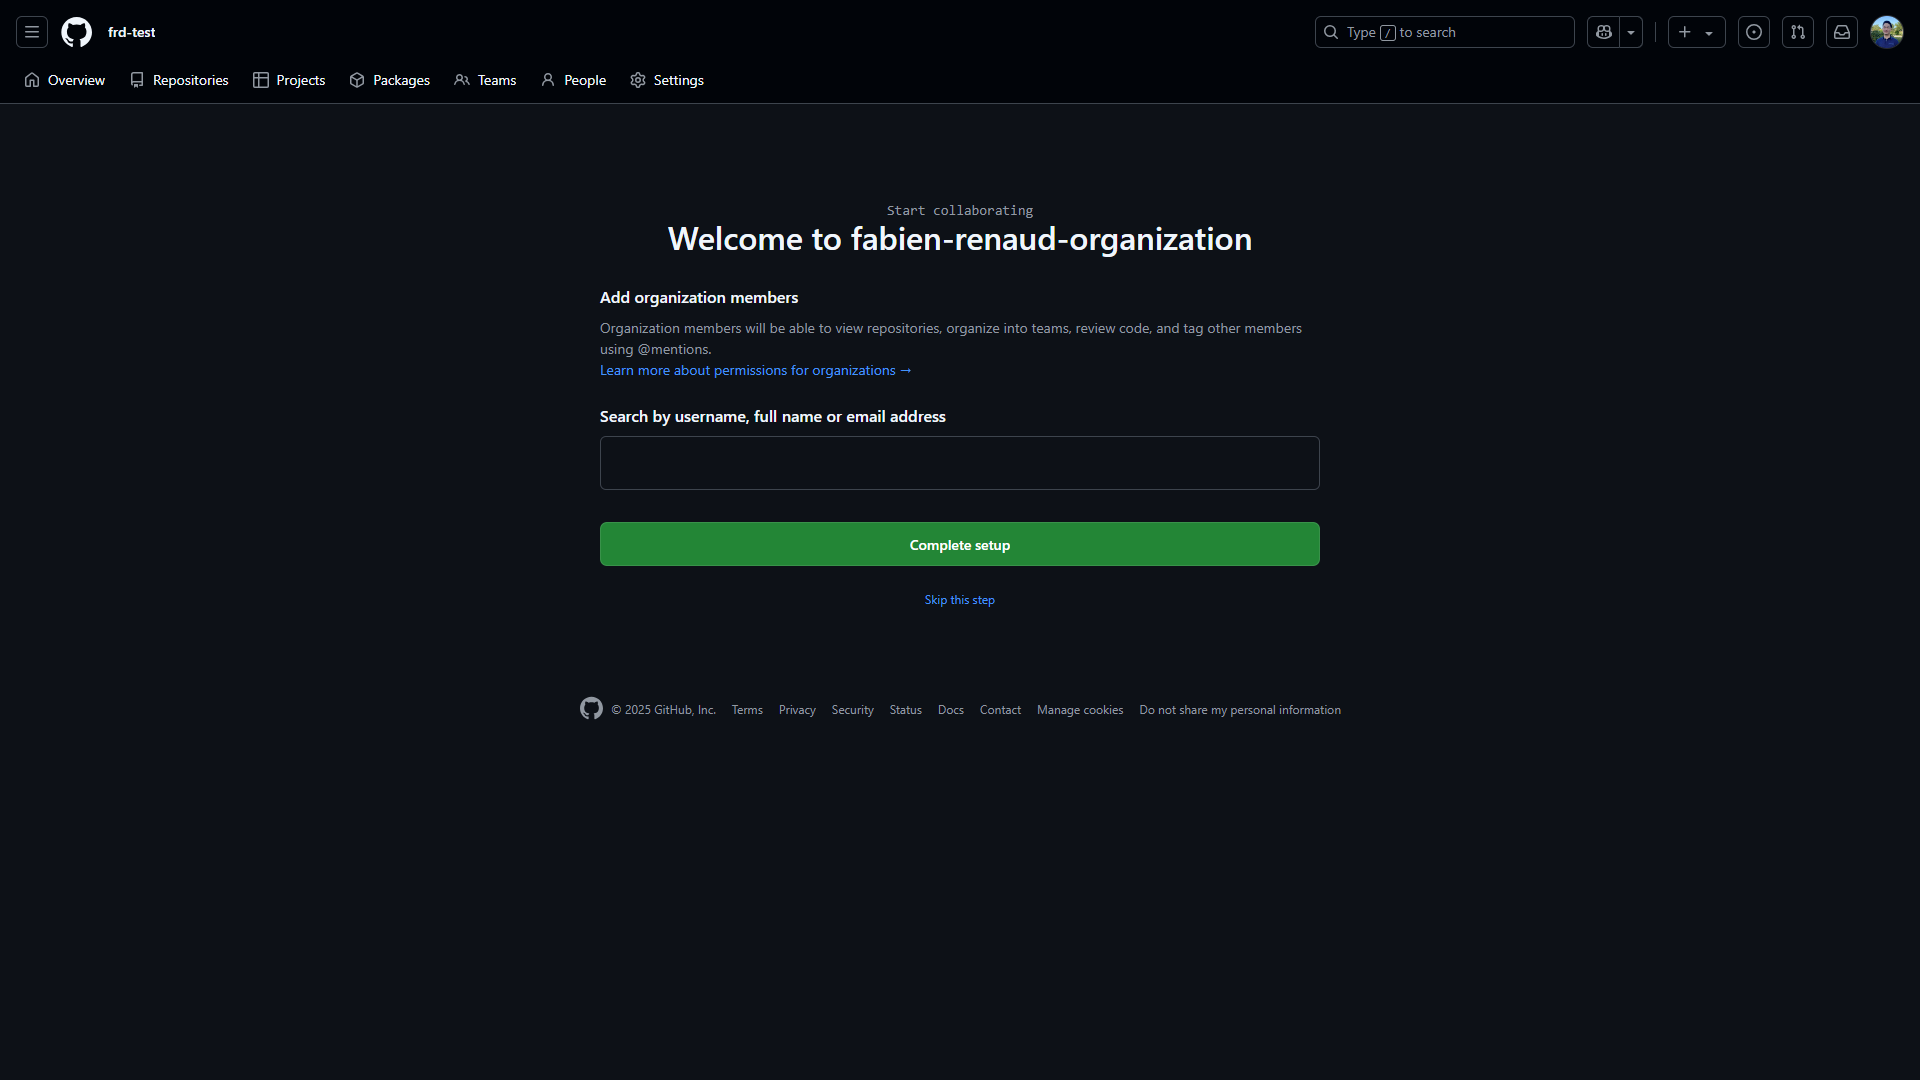 frd-test
Type / to search
Overview Repositories Projects Packages Teams People Settings
Start collaborating
Welcome to fabien-renaud-organization
Add organization members
Organization members will be able to view repositories, organize into teams, review code, and tag other members
using @mentions.
Learn more about permissions for organizations →
Search by username, full name or email address
Complete setup
Skip this step
© 2025 GitHub, Inc. Terms Privacy Security Status Docs Contact Manage cookies Do not share my personal information